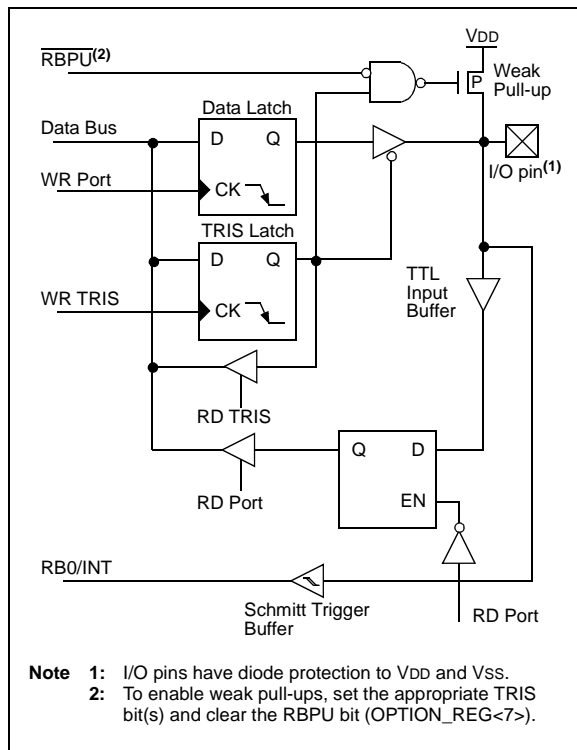 VDD
RBPU(2)
Weak
P
Pull-up
Data Latch
Data Bus
D Q
I/O pin(1)
WR Port
CK
TRIS Latch
D Q
TTL
Input
Buffer
WR TRIS
CK
RD TRIS
Q D
RD Port
EN
RB0/INT
Schmitt Trigger
Buffer
RD Port
Note 1: I/O pins have diode protection to VDD and VSS.
2: To enable weak pull-ups, set the appropriate TRIS
bit(s) and clear the RBPU bit (OPTION_REG<7>).